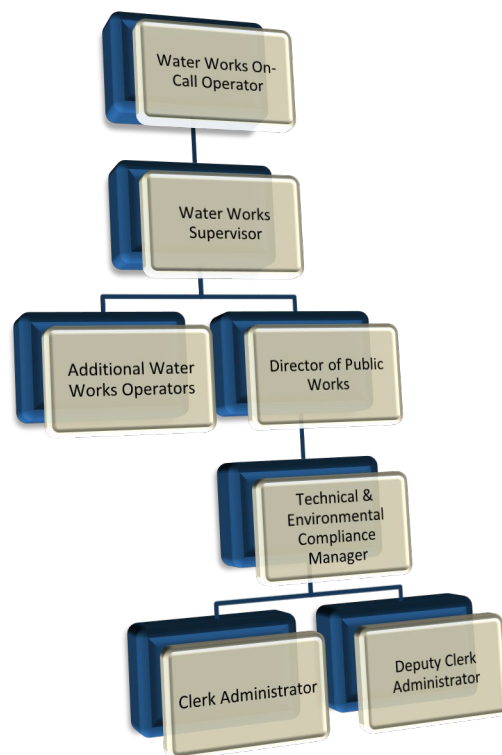 Water Works On-
Call Operator
Water Works
Supervisor
Additional Water
Works Operators
Director of Public
Works
Technical &
Environmental
Compliance
Manager
Clerk Administrator
Deputy Clerk
Administrator